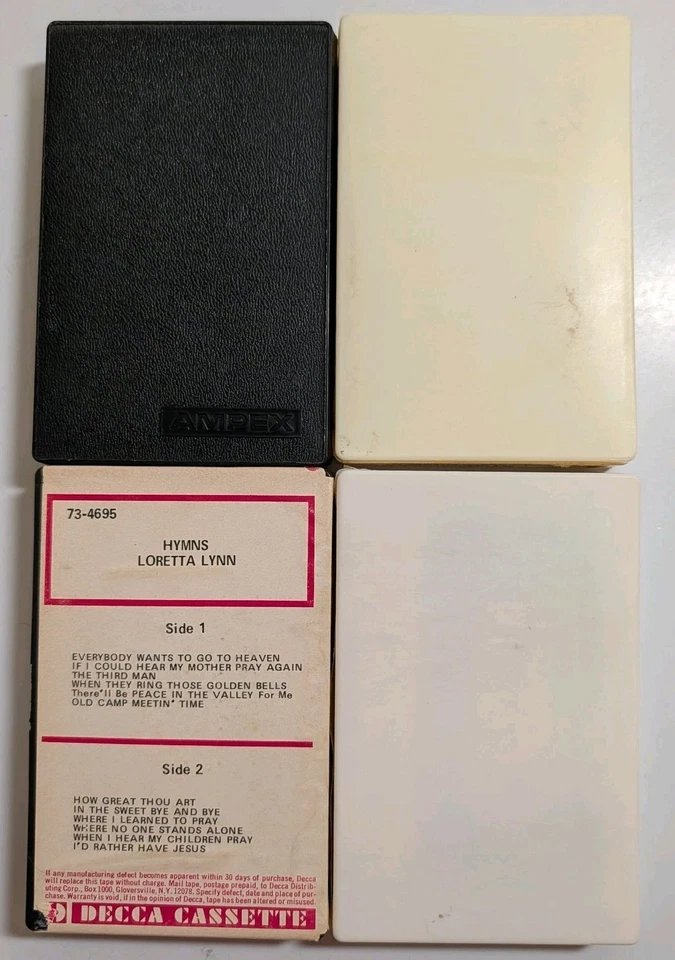 AMPEX
73-4695
HYMNS
LORETTA LYNN
Side 1
EVERYBODY WANTS TO GO TO HEAVEN
IF I COULD HEAR MY MOTHER PRAY AGAIN
THE THIRD MAN
WHEN THEY RING THOSE GOLDEN BELLS
There"ll Be PEACE IN THE VALLEY For Me
OLD CAMP MEETIN" TIME
Side 2
HOW GREAT THOU ART
IN THE SWEET BYE AND BYE
WHERE I LEARNED TO PRAY
WHERE NO ONE STANDS ALONE
WHEN I HEAR MY CHILDREN PRAY
I'D RATHER HAVE JESUS
If any manufacturing defect becomes apparent within 30 days of purchase, Decca
will replace this tape without charge. Mail tape, postage prepaid, to Decca Distrib-
uting Corp., Box 1000, Gloversville, N.Y. 12078. Specify defect, date and place of pur-
chase. Warranty is void, if in the opinion of Decca, tape has been altered or misused.
DECCA CASSETTE